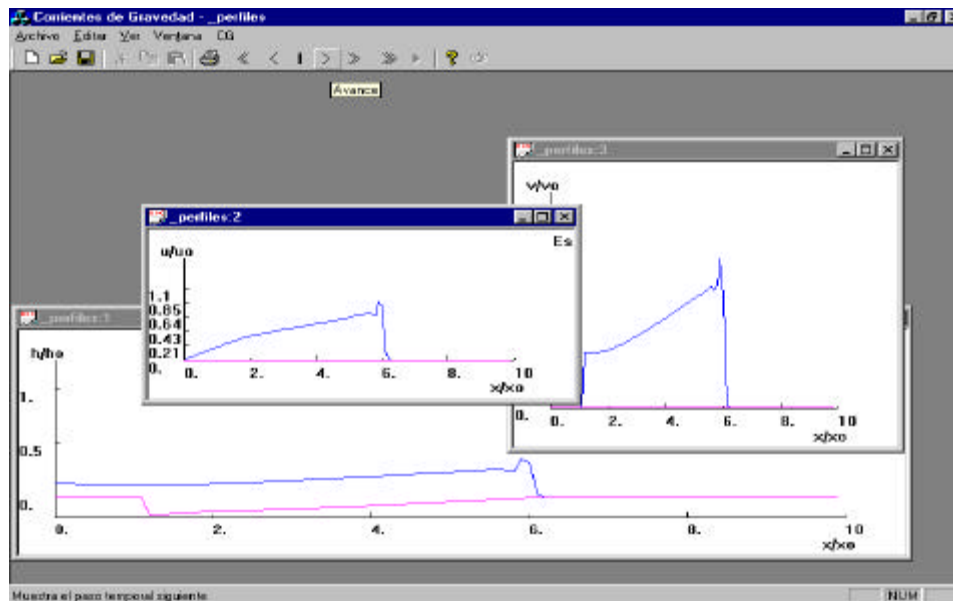 Corrientes de Gravedad - _perfiles
Archivo Editar Ver Ventana CG
Avance
_perfiles:3
v/vo
0.
0. 2. 4. 6. 8. 10
x/xo
_perfiles:2
Es
u/uo
1.1
0.85
0.64
0.43
0.21
0.
0. 2. 4. 6. 8. 10
x/xo
_perfiles:1
h/ho
1.
0.5
0.
0. 2. 4. 6. 8. 10
x/xo
Muestra el paso temporal siguiente
NUM